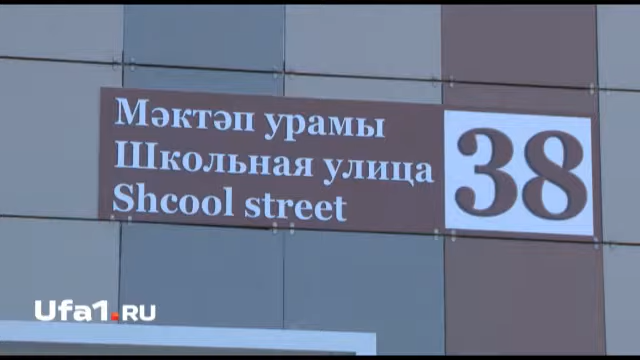 Мәктәп урамы
Школьная улица
Shcool street
38
Ufa1.RU